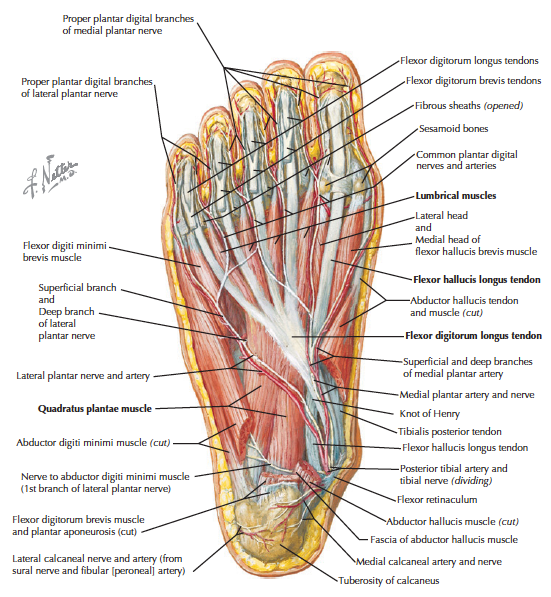 Proper plantar digital branches
of medial plantar nerve
Proper plantar digital branches
of lateral plantar nerve
F. Netter
M.D.
Flexor digiti minimi
brevis muscle
Superficial branch
and
Deep branch
of lateral
plantar nerve
Lateral plantar nerve and artery
Quadratus plantae muscle
Abductor digiti minimi muscle (cut)
Nerve to abductor digiti minimi muscle
(1st branch of lateral plantar nerve)
Flexor digitorum brevis muscle
and plantar aponeurosis (cut)
Lateral calcaneal nerve and artery (from
sural nerve and fibular [peroneal] artery)
Flexor digitorum longus tendons
Flexor digitorum brevis tendons
Fibrous sheaths (opened)
Sesamoid bones
Common plantar digital
nerves and arteries
Lumbrical muscles
Lateral head
and
Medial head of
flexor hallucis brevis muscle
Flexor hallucis longus tendon
Abductor hallucis tendon
and muscle (cut)
Flexor digitorum longus tendon
Superficial and deep branches
of medial plantar artery
Medial plantar artery and nerve
Knot of Henry
Tibialis posterior tendon
Flexor hallucis longus tendon
Posterior tibial artery and
tibial nerve (dividing)
Flexor retinaculum
Abductor hallucis muscle (cut)
Fascia of abductor hallucis muscle
Medial calcaneal artery and nerve
Tuberosity of calcaneus